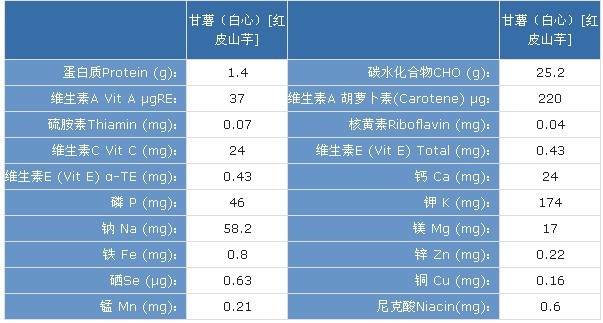 甘薯（白心）[红 甘薯（白心）[红
皮山芋] 皮山芋]
蛋白质Protein (g): 1.4 碳水化合物CHO (g): 25.2
维生素A Vit A μgRE: 37 维生素A 胡萝卜素(Carotene) μg: 220
硫胺素Thiamin (mg): 0.07 核黄素Riboflavin (mg): 0.04
维生素C Vit C (mg): 24 维生素E (Vit E) Total (mg): 0.43
维生素E (Vit E) α-TE (mg): 0.43 钙 Ca (mg): 24
磷 P (mg): 46 钾 K (mg): 174
钠 Na (mg): 58.2 镁 Mg (mg): 17
铁 Fe (mg): 0.8 锌 Zn (mg): 0.22
硒Se (μg): 0.63 铜 Cu (mg): 0.16
锰 Mn (mg): 0.21 尼克酸Niacin(mg): 0.6